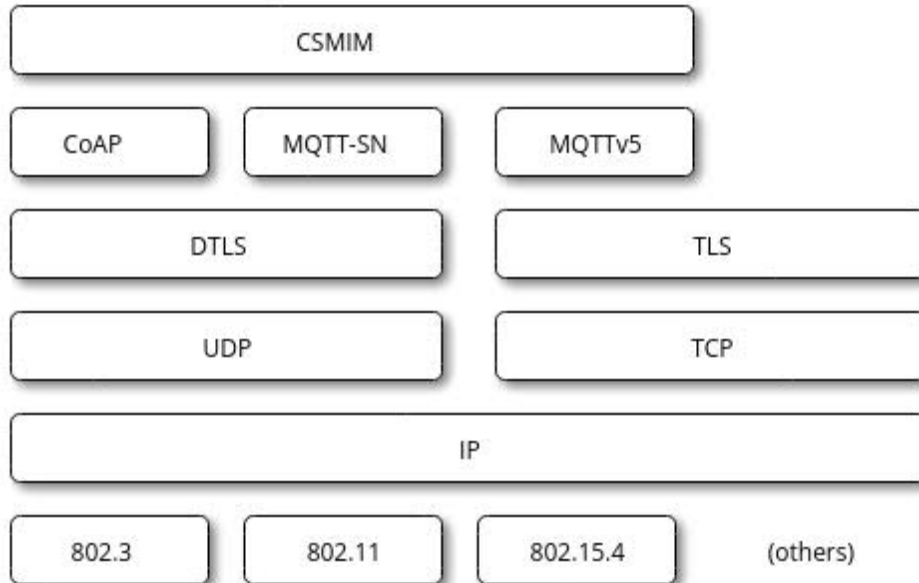 CSMIM
CoAP MQTT-SN MQTTv5
DTLS TLS
UDP TCP
IP
802.3 802.11 802.15.4 (others)